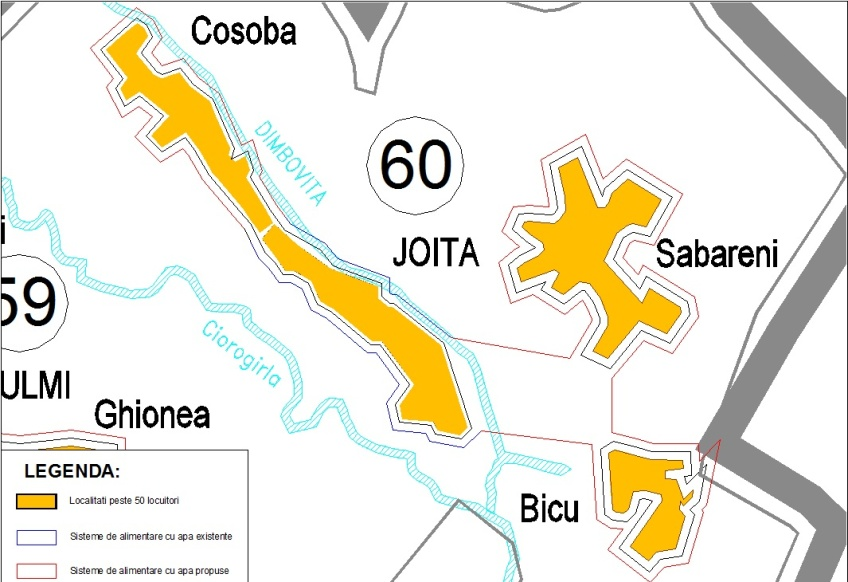 Cosoba
DIMBOVITA
60
JOITA
Sabareni
i
59
Ciorogirla
ULMI
Ghionea
LEGENDA:
Localitati peste 50 locuitori
Bicu
Sisteme de alimentare cu apa existente
Sisteme de alimentare cu apa propuse